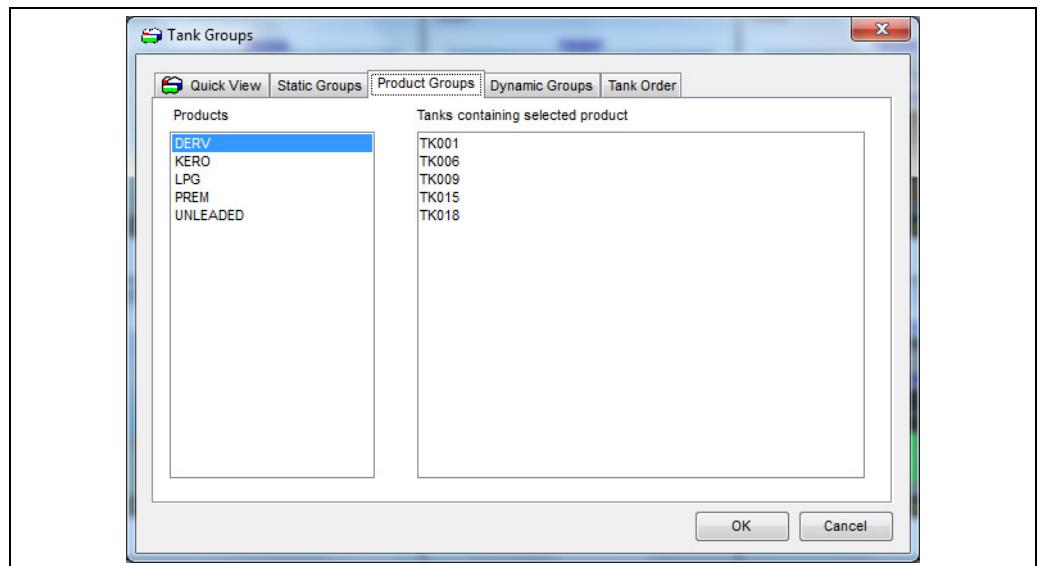 Tank Groups
Quick View Static Groups Product Groups Dynamic Groups Tank Order
Products
DERV
KERO
LPG
PREM
UNLEADED
Tanks containing selected product
TK001
TK006
TK009
TK015
TK018
OK Cancel